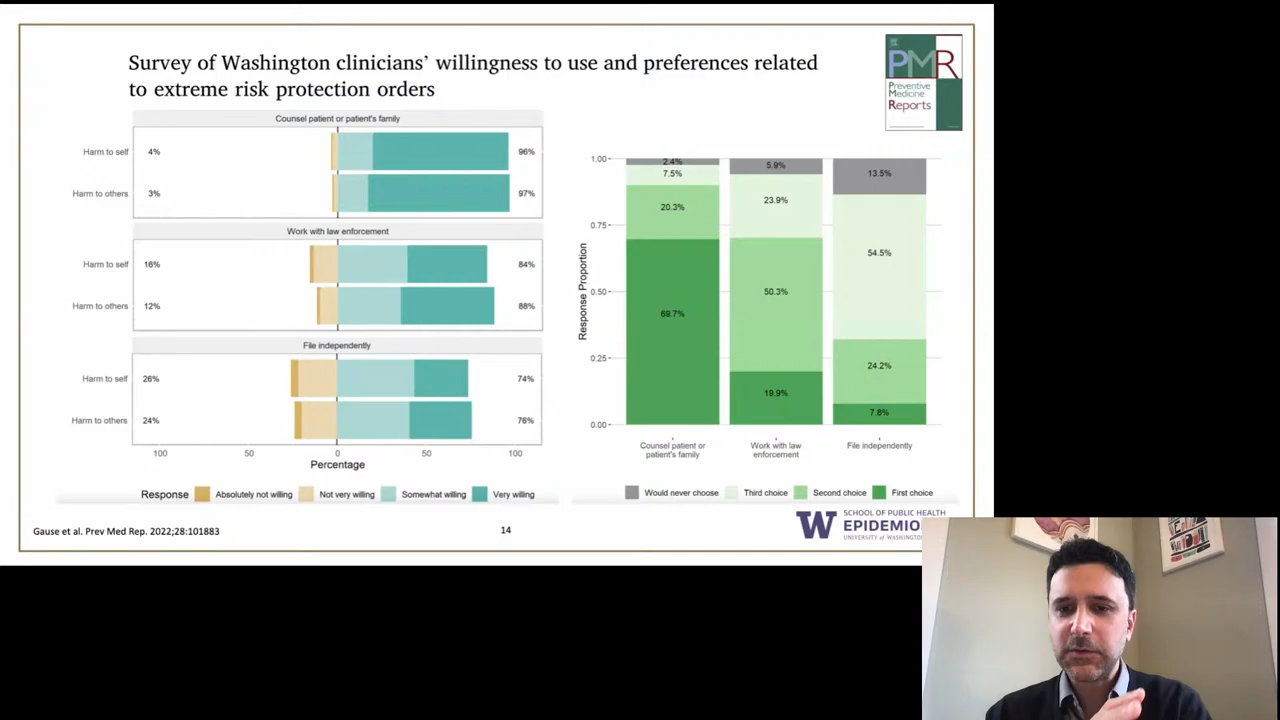 Survey of Washington clinicians’ willingness to use and preferences related
to extreme risk protection orders
PMR
Preventive
Medicine
Reports
Counsel patient or patient's family
Harm to self 4% 96%
Harm to others 3% 97%
Work with law enforcement
Harm to self 16% 84%
Harm to others 12% 88%
File independently
Harm to self 26% 74%
Harm to others 24% 76%
100 50 0 50 100
Percentage
Response Absolutely not willing Not very willing Somewhat willing Very willing
Response Proportion
1.00
0.75
0.50
0.25
0.00
2.4%
7.5%
20.3%
69.7%
5.9%
23.9%
50.3%
19.9%
13.5%
54.5%
24.2%
7.8%
Counsel patient or
patient's family
Work with law
enforcement
File independently
Would never choose Third choice Second choice First choice
Gause et al. Prev Med Rep. 2022;28:101883
14
W
SCHOOL OF PUBLIC HEALTH
EPIDEMIO
UNIVERSITY of WASHINGTON